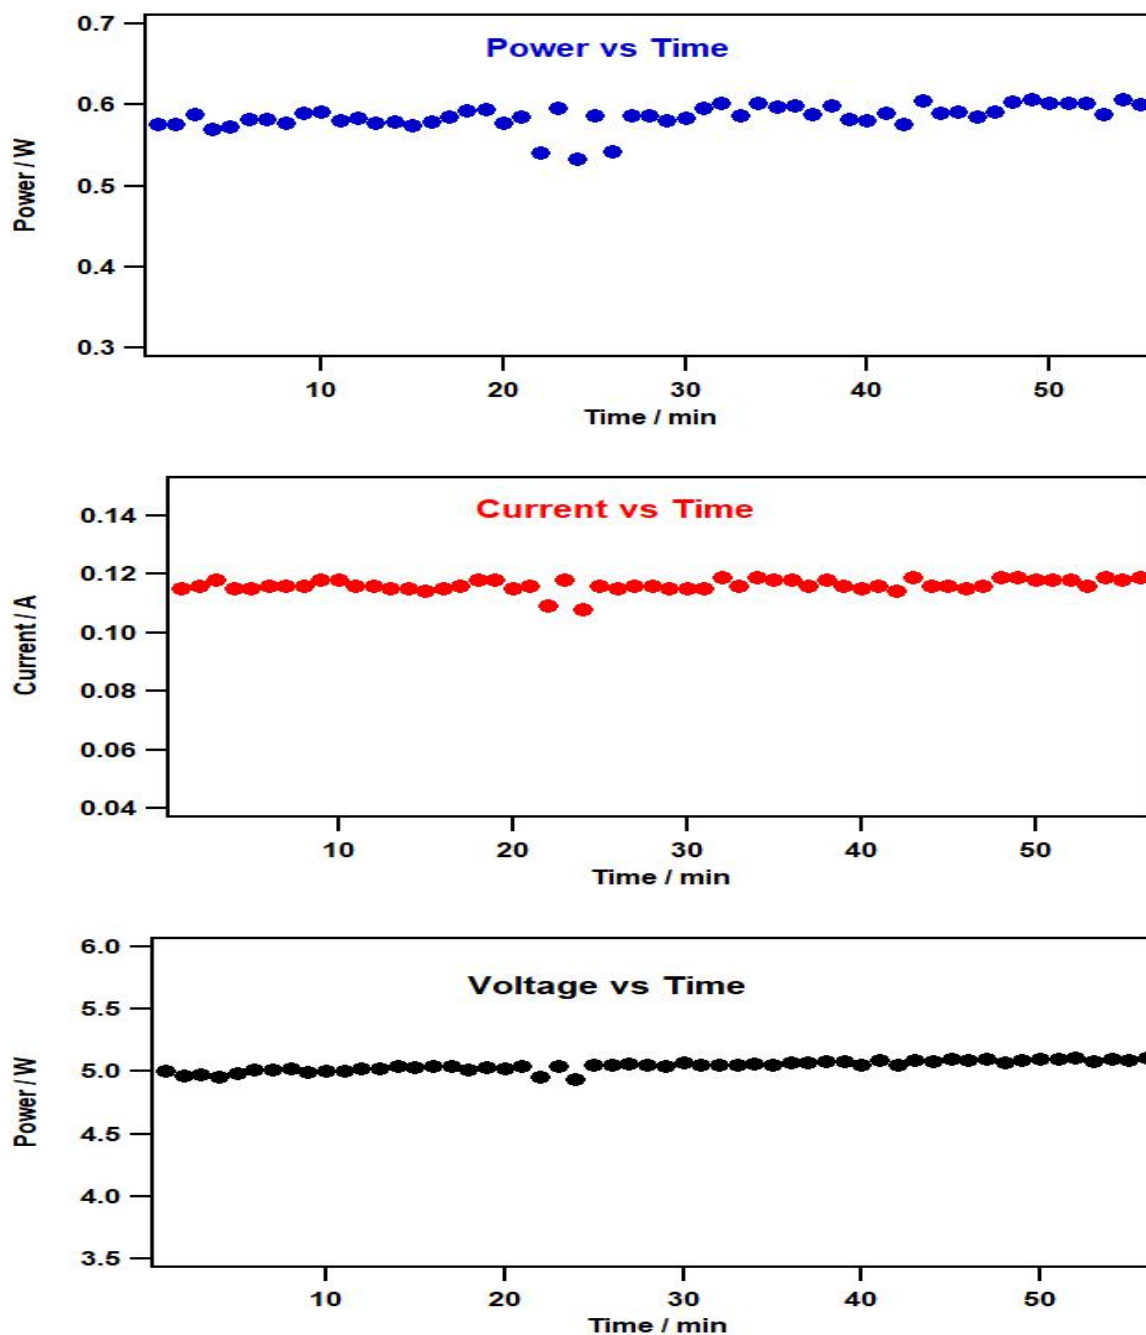 Power vs Time
0.7
0.6
0.5
0.4
0.3
Power / W
10 20 30 40 50
Time / min
Current vs Time
0.14
0.12
0.10
0.08
0.06
0.04
Current / A
10 20 30 40 50
Time / min
Voltage vs Time
6.0
5.5
5.0
4.5
4.0
3.5
Power / W
10 20 30 40 50
Time / min